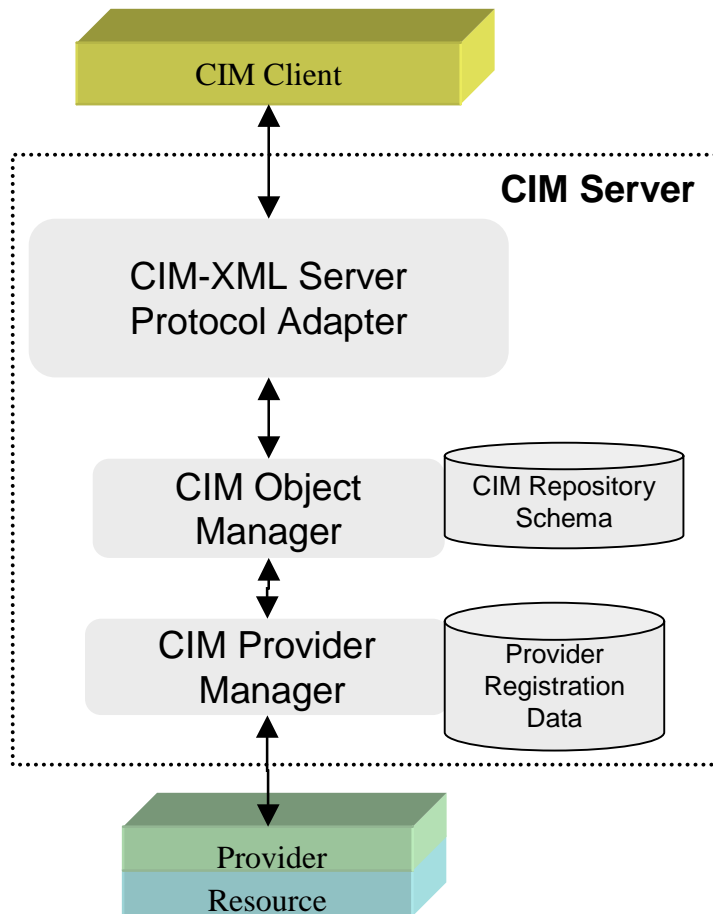 CIM Client
CIM Server
CIM-XML Server
Protocol Adapter
CIM Object
Manager
CIM Repository
Schema
CIM Provider
Manager
Provider
Registration
Data
Provider
Resource